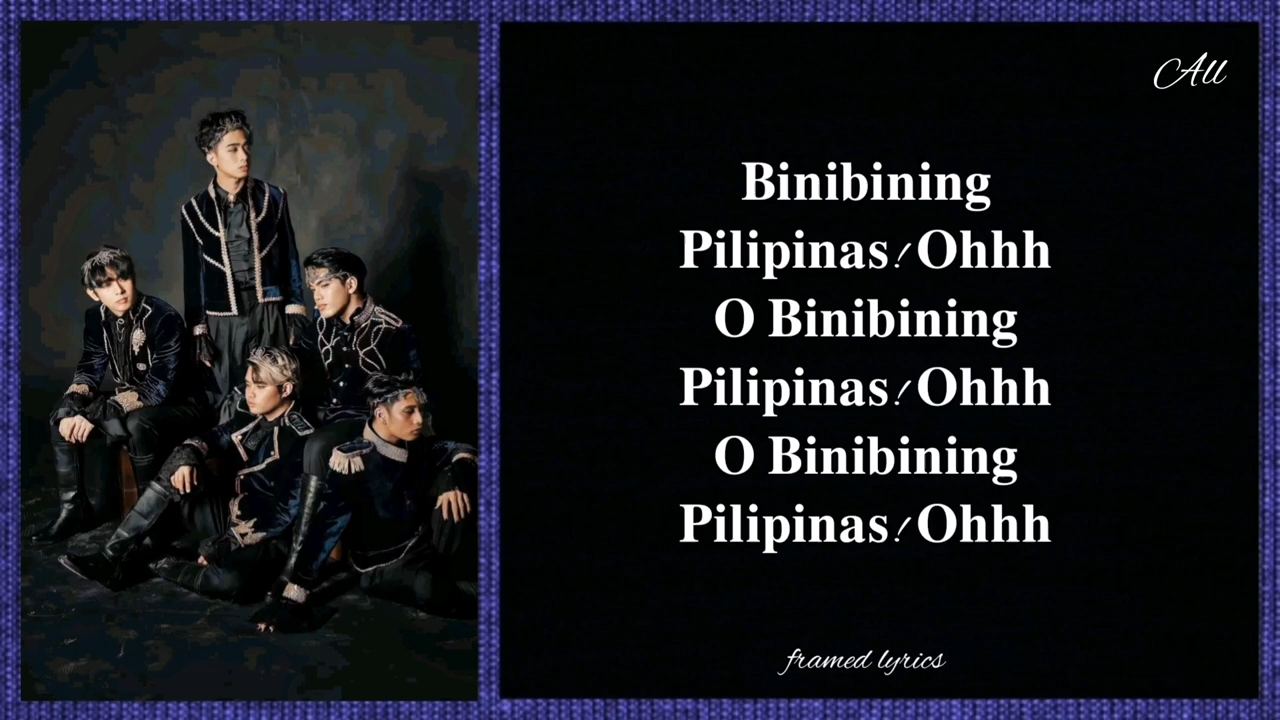 All
Binibining
Pilipinas! Ohhh
O Binibining
Pilipinas! Ohhh
O Binibining
Pilipinas! Ohhh
framed lyrics